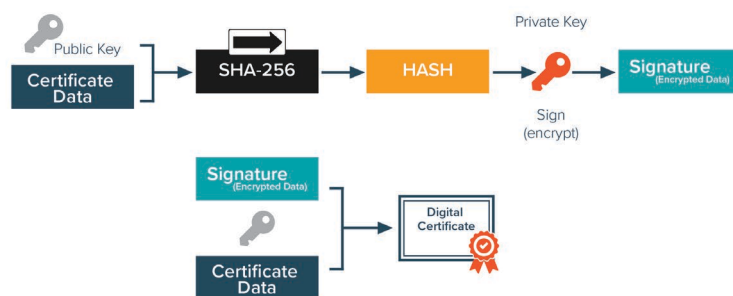 Private Key
Public Key
Certificate
Data
SHA-256
HASH
Signature
(Encrypted Data)
Sign
(encrypt)
Signature
(Encrypted Data)
Certificate
Data
Digital
Certificate